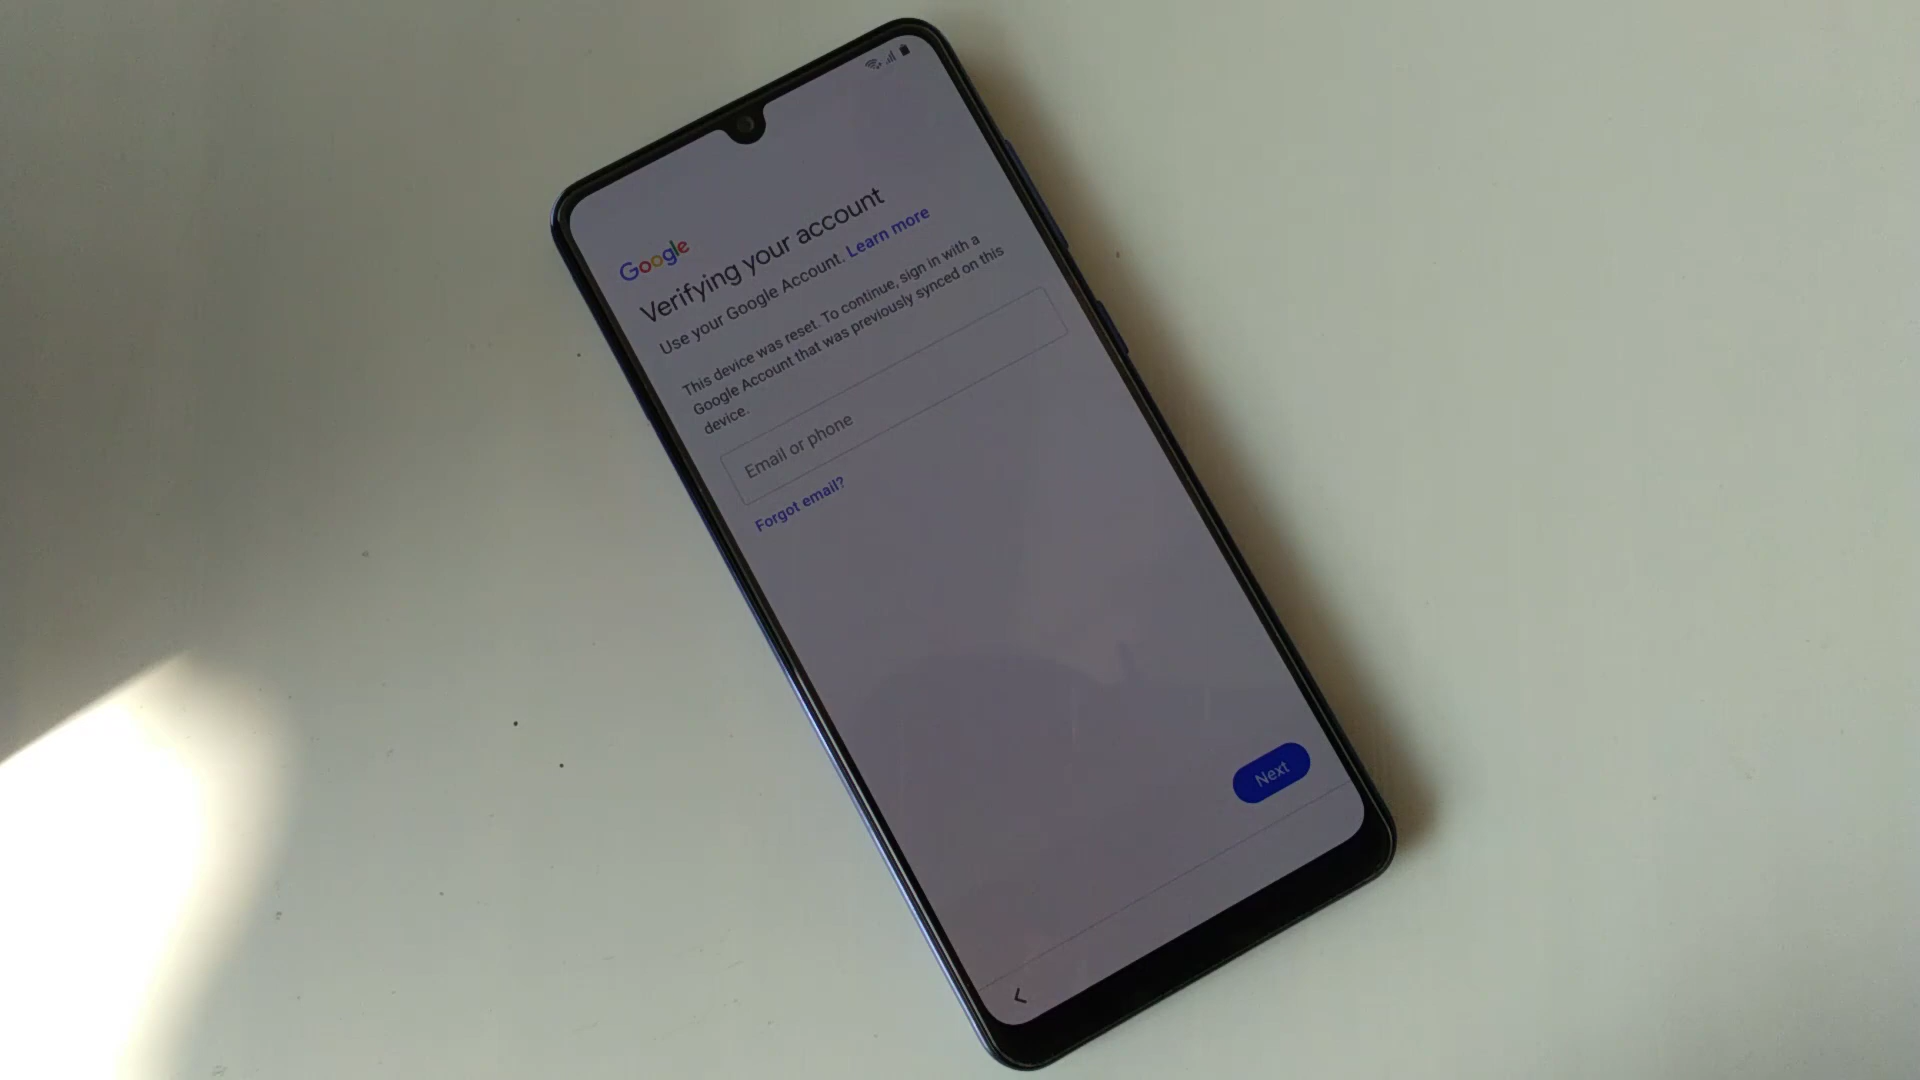 Google
Verifying your account
Use your Google Account. Learn more
This device was reset. To continue, sign in with a
Google Account that was previously synced on this
device.
Email or phone
Forgot email?
Next